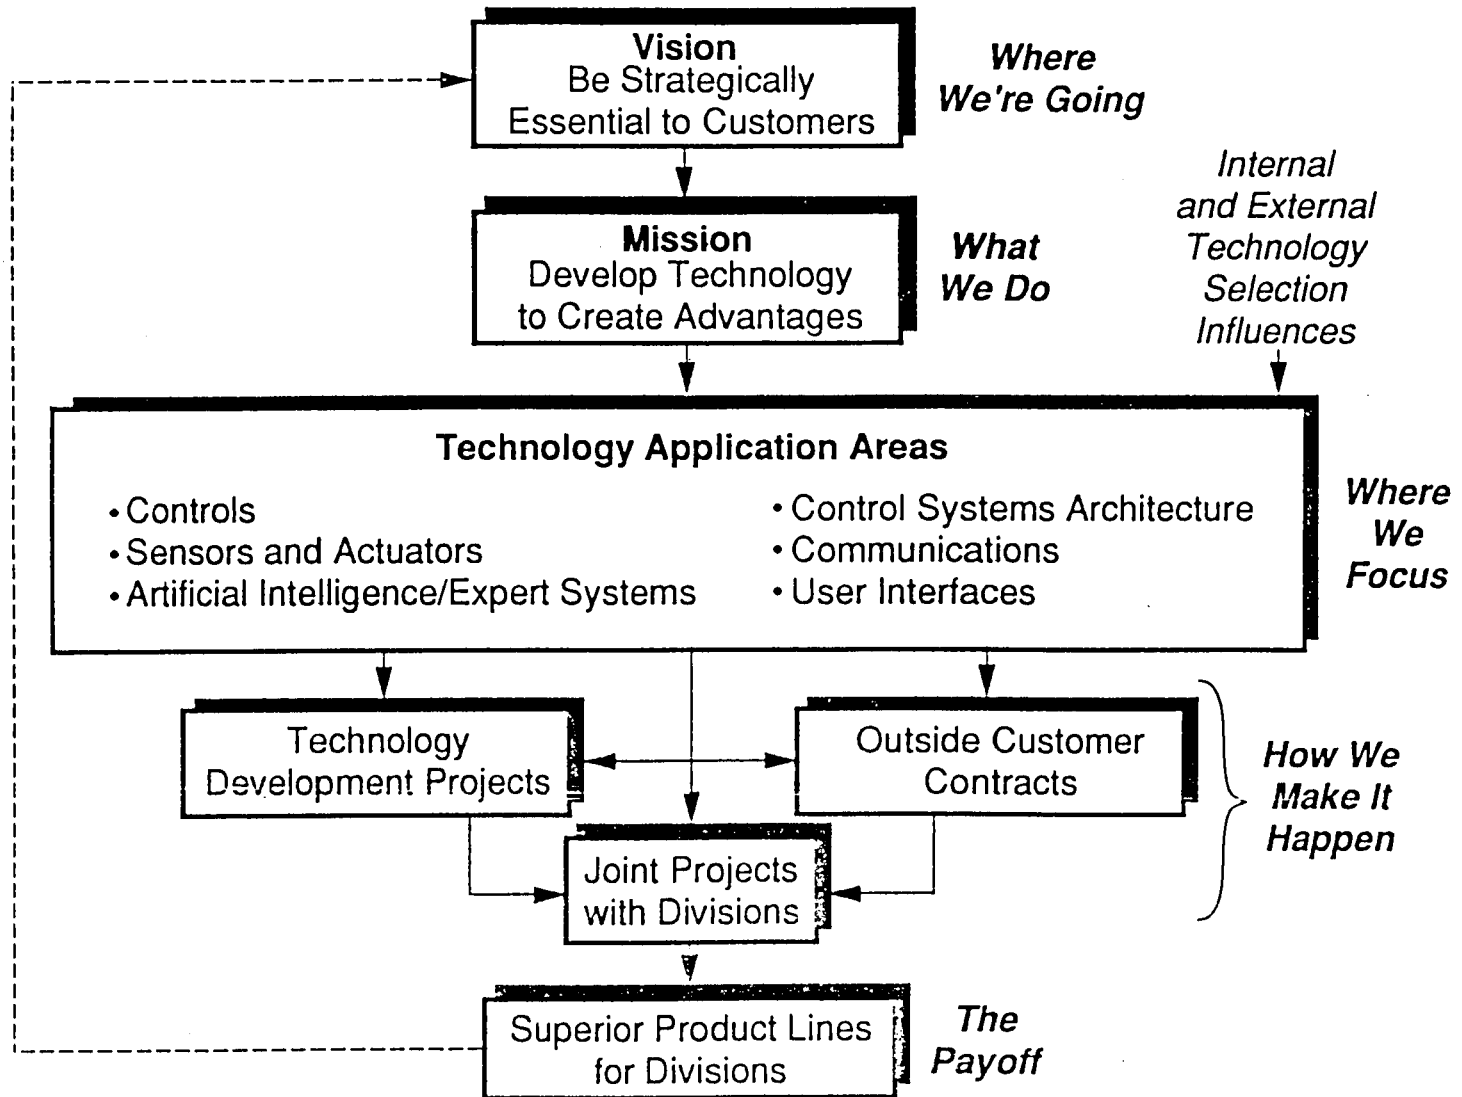 Vision
Be Strategically
Essential to Customers
Where
We're Going
Mission
Develop Technology
to Create Advantages
What
We Do
Internal
and External
Technology
Selection
Influences
Technology Application Areas
• Controls
• Sensors and Actuators
• Artificial Intelligence/Expert Systems
• Control Systems Architecture
• Communications
• User Interfaces
Where
We
Focus
Technology
Development Projects
Outside Customer
Contracts
Joint Projects
with Divisions
How We
Make It
Happen
Superior Product Lines
for Divisions
The
Payoff